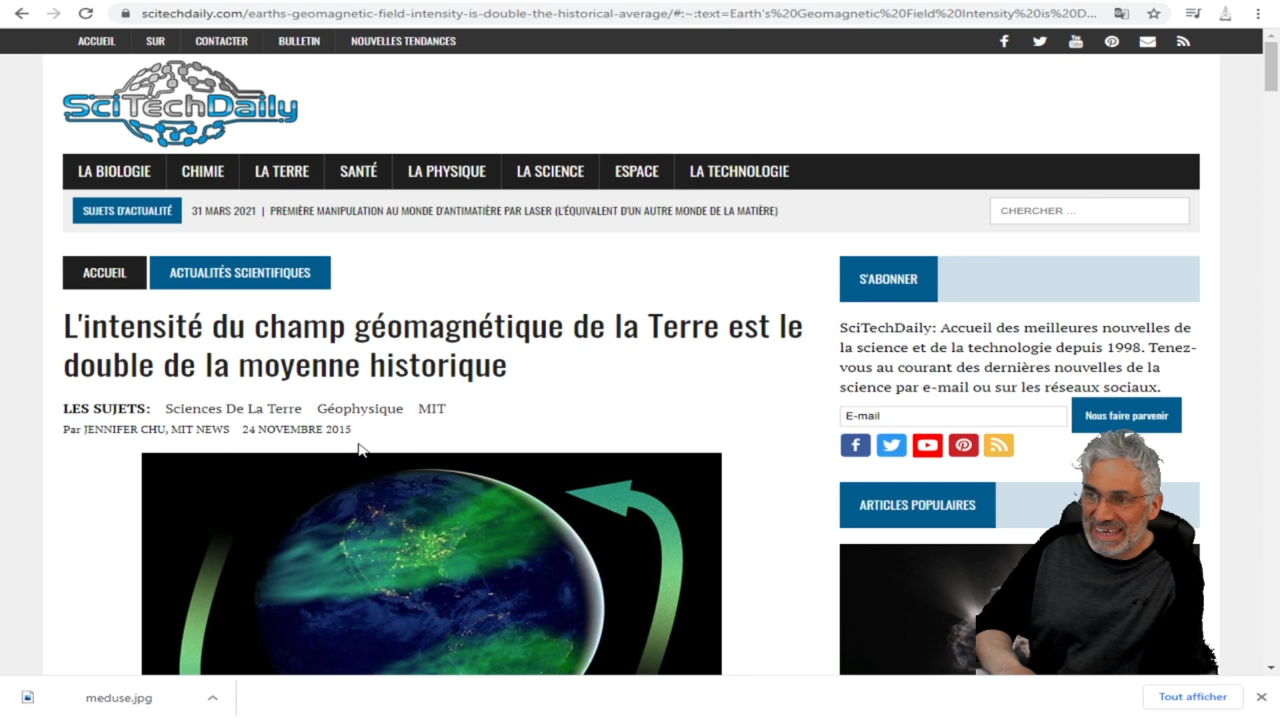 scitechdaily.com/earths-geomagnetic-field-intensity-is-double-the-historical-average/#:~:text=Earth's%20Geomagnetic%20Field%20Intensity%20is%20D...
ACCUEIL SUR CONTACTER BULLETIN NOUVELLES TENDANCES
SciTechDaily
LA BIOLOGIE CHIMIE LA TERRE SANTÉ LA PHYSIQUE LA SCIENCE ESPACE LA TECHNOLOGIE
SUJETS D'ACTUALITÉ 31 MARS 2021 | PREMIÈRE MANIPULATION AU MONDE D'ANTIMATIÈRE PAR LASER (L'ÉQUIVALENT D'UN AUTRE MONDE DE LA MATIÈRE) CHERCHER ...
ACCUEIL ACTUALITÉS SCIENTIFIQUES
L'intensité du champ géomagnétique de la Terre est le
double de la moyenne historique
LES SUJETS: Sciences De La Terre Géophysique MIT
Par JENNIFER CHU, MIT NEWS 24 NOVEMBRE 2015
S'ABONNER
SciTechDaily: Accueil des meilleures nouvelles de
la science et de la technologie depuis 1998. Tenez-
vous au courant des dernières nouvelles de la
science par e-mail ou sur les réseaux sociaux.
E-mail Nous faire parvenir
ARTICLES POPULAIRES
meduse.jpg Tout afficher